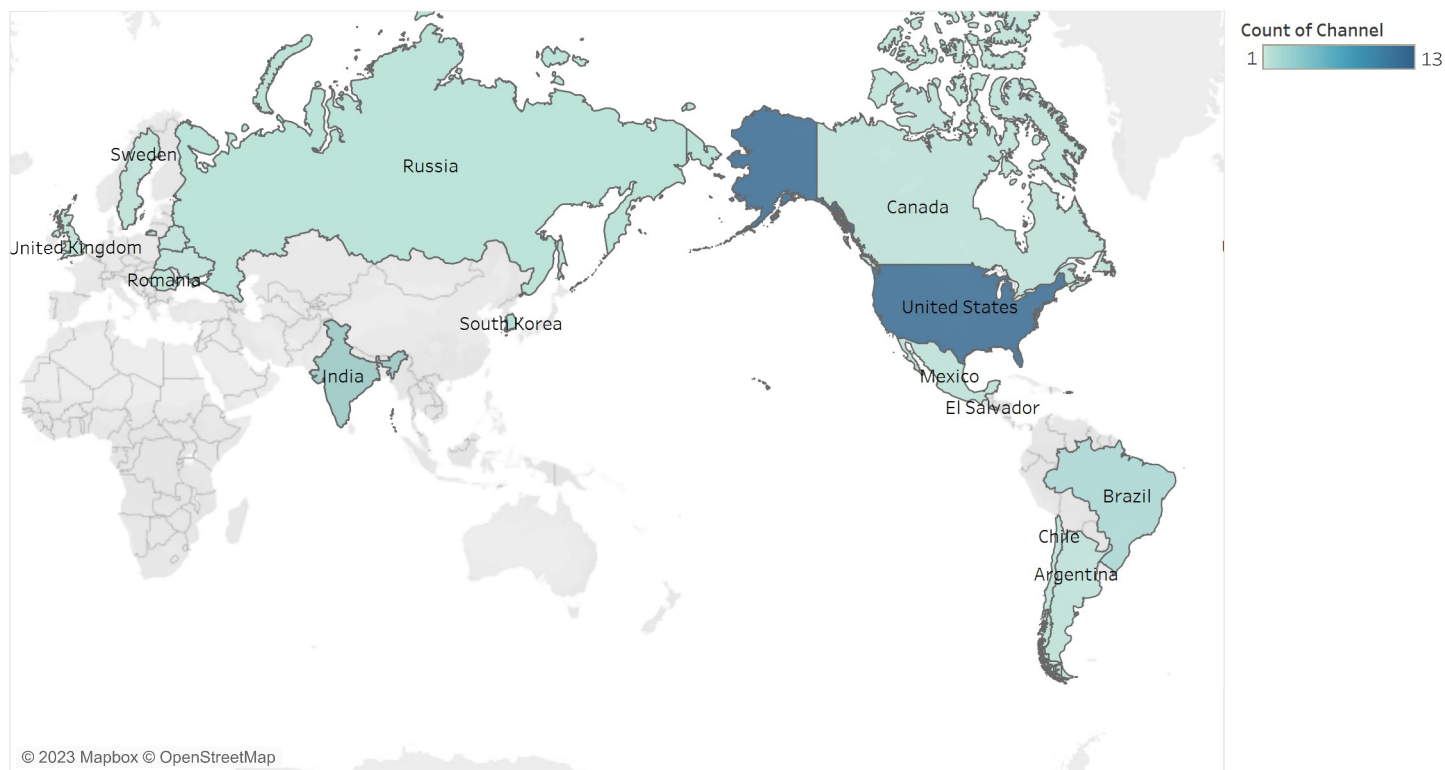 Count of Channel
1 13
Sweden
Russia
Canada
United Kingdom
Romania
United States
South Korea
India
Mexico
El Salvador
Brazil
Chile
Argentina
© 2023 Mapbox © OpenStreetMap